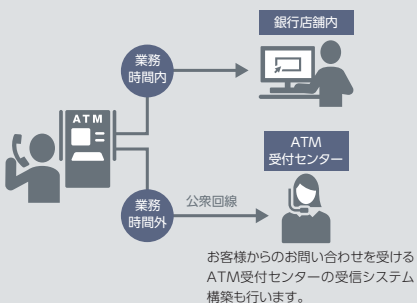 銀行店舗内
業務
時間内
ATM
ATM
受付センター
業務
時間外
公衆回線
お客様からのお問い合わせを受ける
ATM受付センターの受信システム
構築も行います。